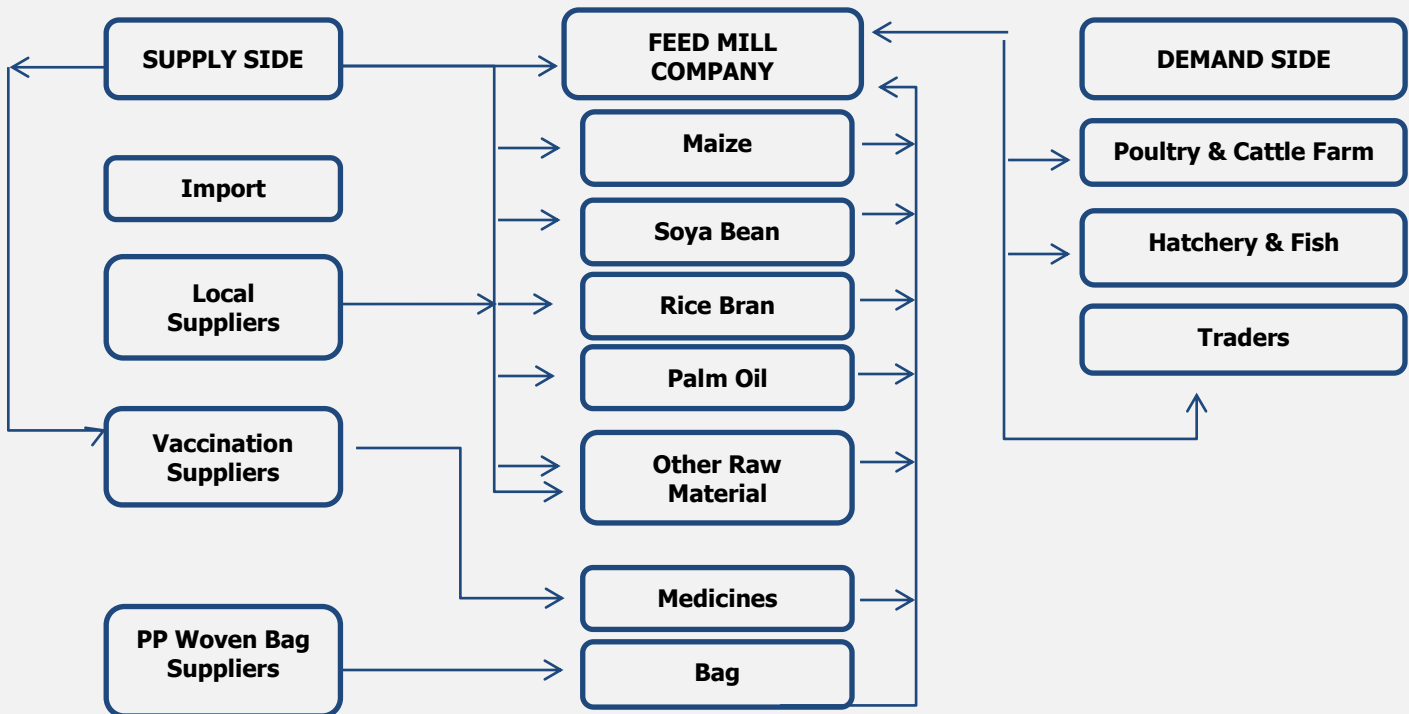 SUPPLY SIDE
Import
Local
Suppliers
Vaccination
Suppliers
PP Woven Bag
Suppliers
FEED MILL
COMPANY
Maize
Soya Bean
Rice Bran
Palm Oil
Other Raw
Material
Medicines
Bag
DEMAND SIDE
Poultry & Cattle Farm
Hatchery & Fish
Traders